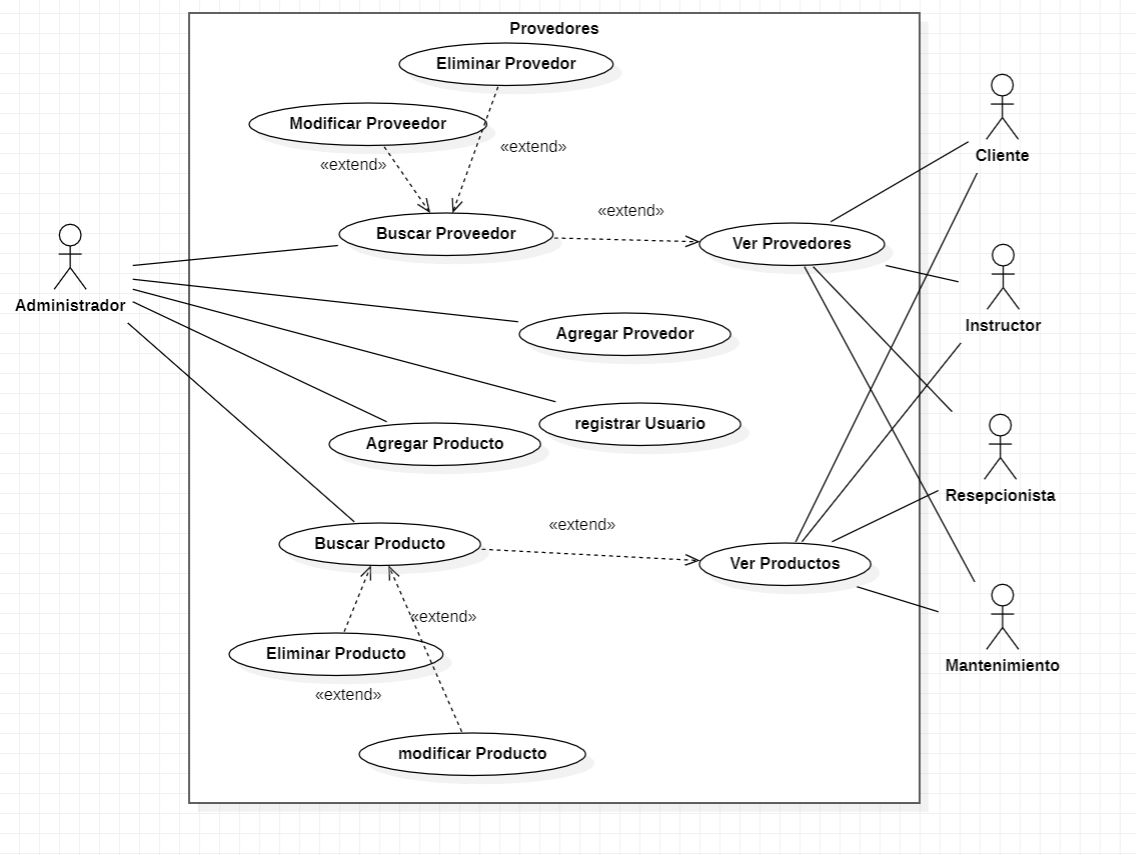 Provedores
Eliminar Provedor
Modificar Proveedor
«extend»
«extend»
Cliente
«extend»
Buscar Proveedor
Ver Provedores
Administrador
Instructor
Agregar Provedor
registrar Usuario
Agregar Producto
Resepcionista
«extend»
Buscar Producto
Ver Productos
«extend»
Eliminar Producto
Mantenimiento
«extend»
modificar Producto